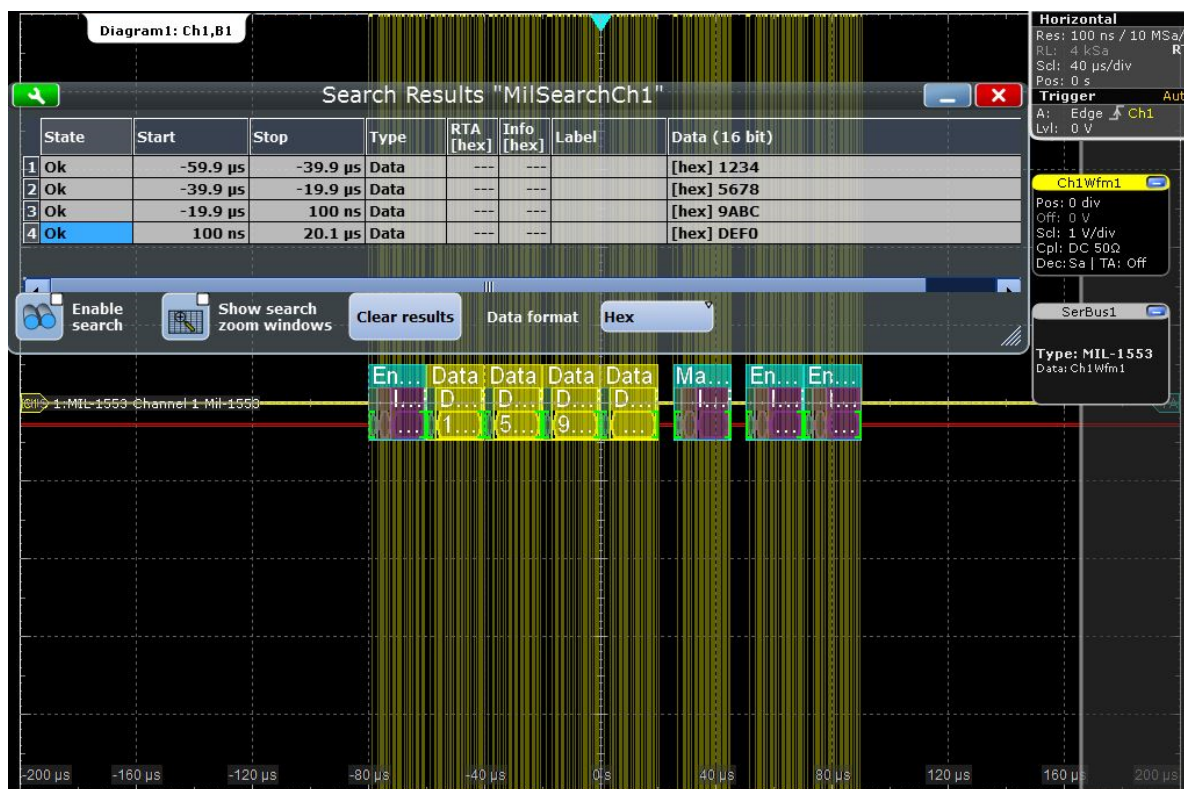 Diagram1: Ch1,B1
Horizontal
Res: 100 ns / 10 MSa/
RL: 4 kSa
Scl: 40 µs/div
Pos: 0 s
Trigger Aut
A: Edge Ch1
Lvl: 0 V
Search Results "MilSearchCh1"
State Start Stop Type RTA [hex] Info [hex] Label Data (16 bit)
1 Ok -59.9 µs -39.9 µs Data --- --- [hex] 1234
2 Ok -39.9 µs -19.9 µs Data --- --- [hex] 5678
3 Ok -19.9 µs 100 ns Data --- --- [hex] 9ABC
4 Ok 100 ns 20.1 µs Data --- --- [hex] DEF0
Enable search
Show search zoom windows
Clear results
Data format
Hex
Ch1Wfm1
Pos: 0 div
Off: 0 V
Scl: 1 V/div
Cpl: DC 50Ω
Dec: Sa | TA: Off
SerBus1
Type: MIL-1553
Data: Ch1Wfm1
En... Data Data Data Data Ma... En... En...
I... D... D... D... D... I... I... I...
1:MIL-1553 Channel 1 Mil-1553
... 1... 5... 9... ... ... ...
-200 µs -160 µs -120 µs -80 µs -40 µs 0 s 40 µs 80 µs 120 µs 160 µs 200 µs